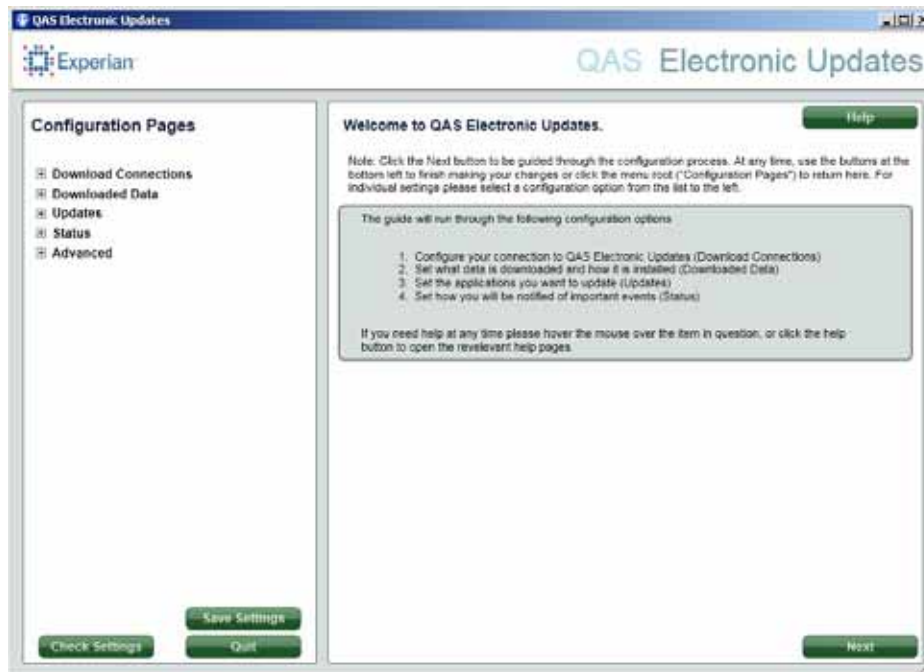 QAS Electronic Updates
Experian
QAS Electronic Updates
Configuration Pages
Download Connections
Downloaded Data
Updates
Status
Advanced
Save Settings
Check Settings
Quit
Help
Welcome to QAS Electronic Updates.
Note: Click the Next button to be guided through the configuration process. At any time, use the buttons at the
bottom left to finish making your changes or click the menu root ("Configuration Pages") to return here. For
individual settings please select a configuration option from the list to the left.
The guide will run through the following configuration options
1. Configure your connection to QAS Electronic Updates (Download Connections)
2. Set what data is downloaded and how it is installed (Downloaded Data)
3. Set the applications you want to update (Updates)
4. Set how you will be notified of important events (Status)
If you need help at any time please hover the mouse over the item in question, or click the help
button to open the revelevant help pages.
Next